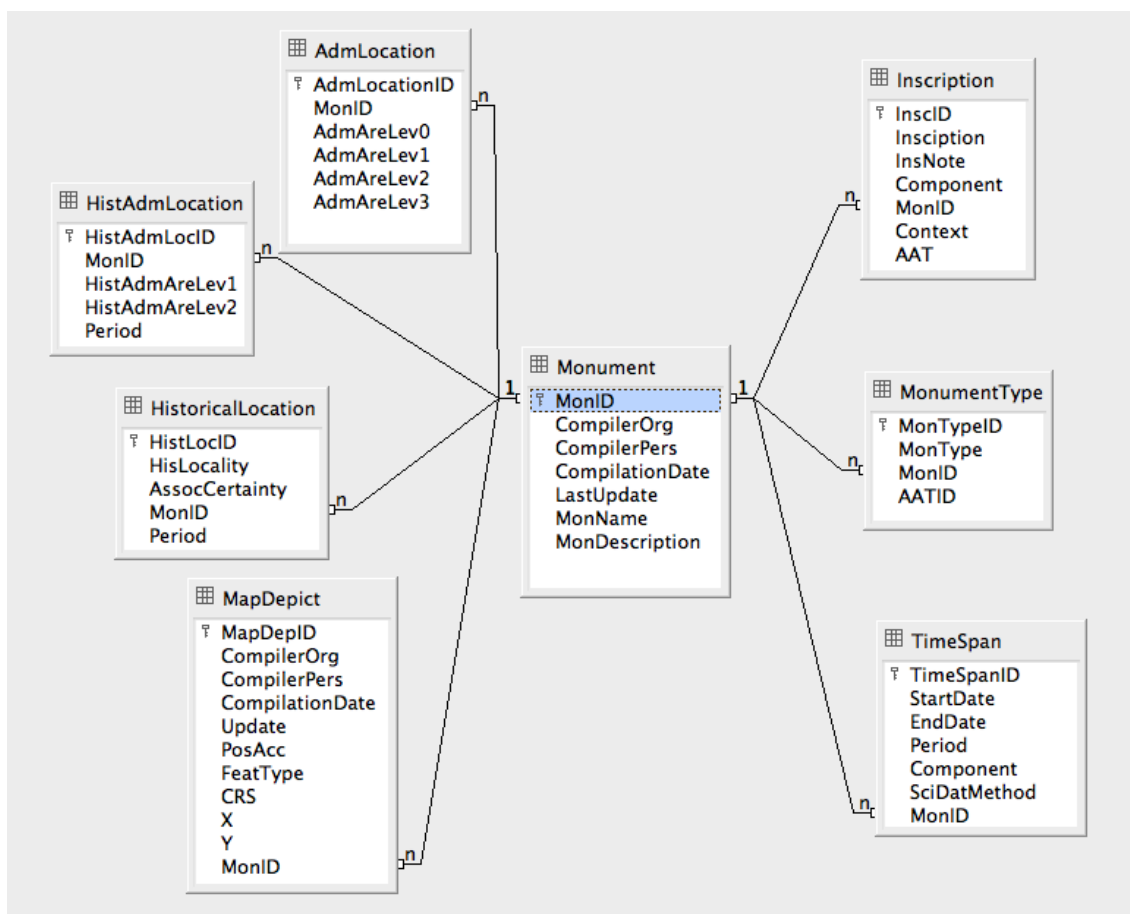 AdmLocation
AdmLocationID
MonID
AdmAreLev0
AdmAreLev1
AdmAreLev2
AdmAreLev3
n
HistAdmLocation
HistAdmLocID
MonID
HistAdmAreLev1
HistAdmAreLev2
Period
n
HistoricalLocation
HistLocID
HisLocality
AssocCertainty
MonID
Period
n
MapDepict
MapDepID
CompilerOrg
CompilerPers
CompilationDate
Update
PosAcc
FeatType
CRS
X
Y
MonID
n
Monument
MonID
CompilerOrg
CompilerPers
CompilationDate
LastUpdate
MonName
MonDescription
1
1
Inscription
InscID
Insciption
InsNote
Component
MonID
Context
AAT
n
MonumentType
MonTypeID
MonType
MonID
AATID
n
TimeSpan
TimeSpanID
StartDate
EndDate
Period
Component
SciDatMethod
MonID
n